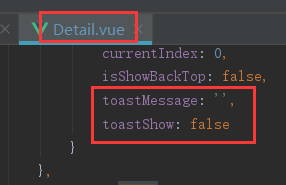 Detail.vue
currentIndex: 0,
isShowBackTop: false,
toastMessage: '',
toastShow: false
}
},